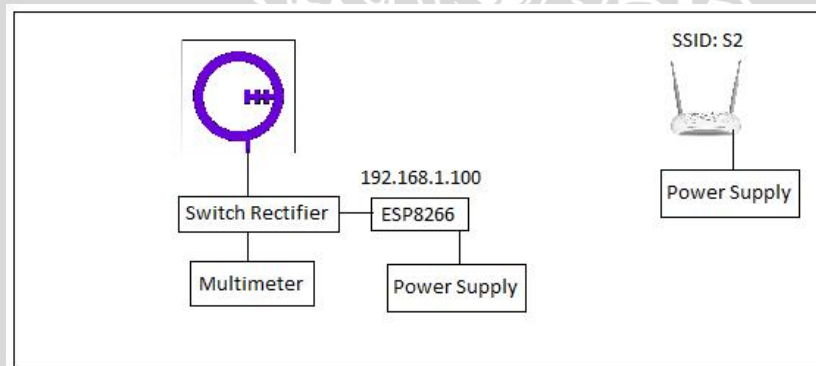 SSID: S2
192.168.1.100
Power Supply
Switch Rectifier
ESP8266
Multimeter
Power Supply